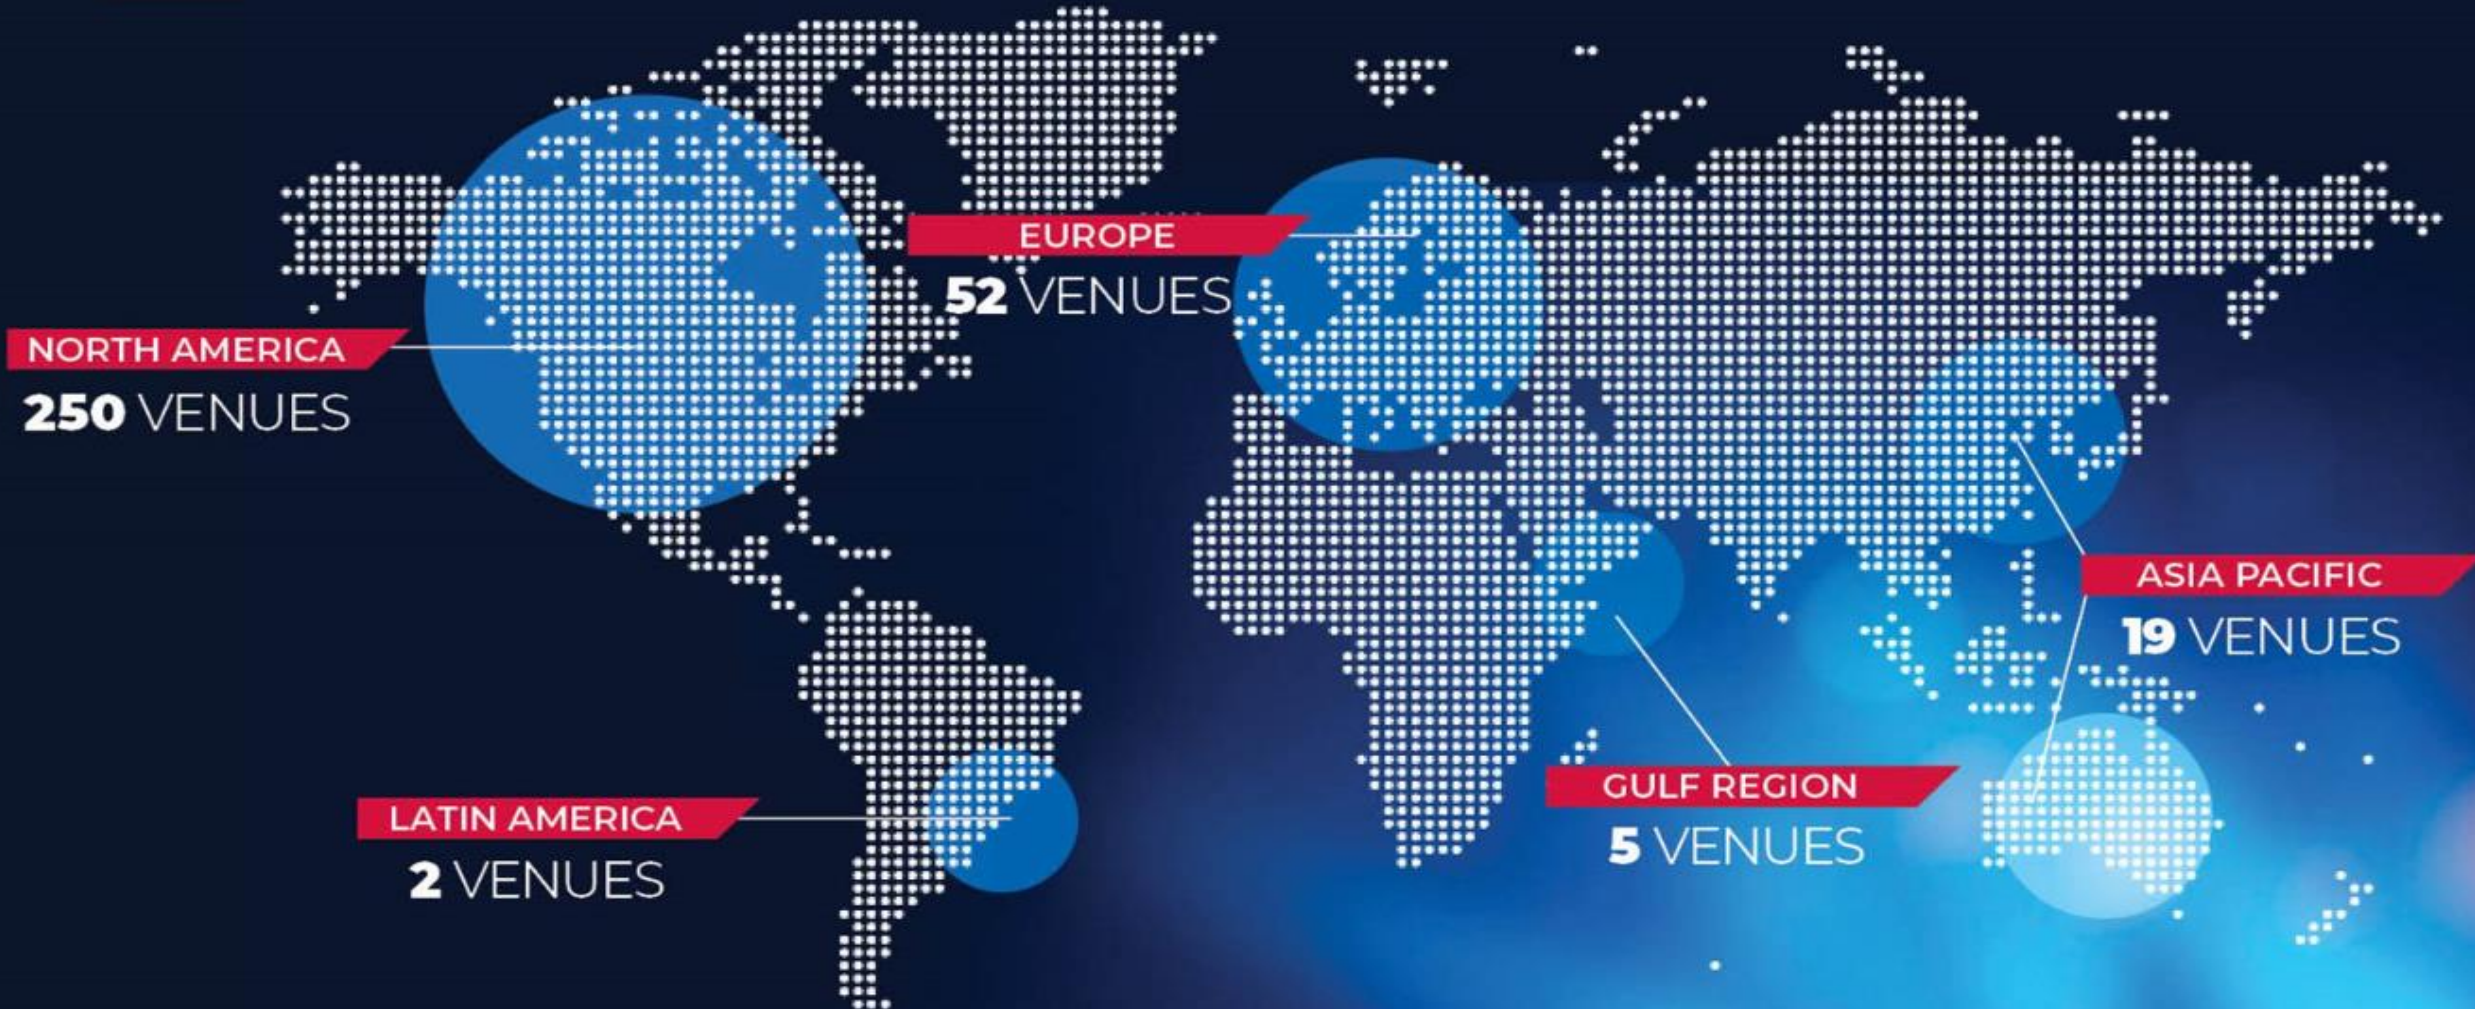 EUROPE
52 VENUES
NORTH AMERICA
250 VENUES
ASIA PACIFIC
19 VENUES
GULF REGION
5 VENUES
LATIN AMERICA
2 VENUES